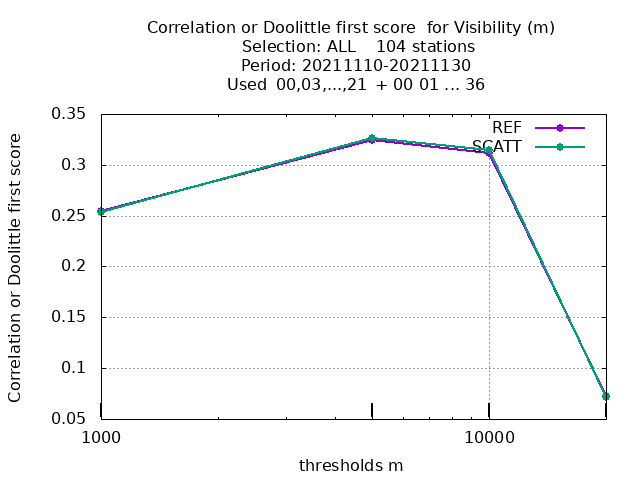 Correlation or Doolittle first score  for Visibility (m)
Selection: ALL    104 stations
Period: 20211110-20211130
Used  00,03,...,21  + 00 01 ... 36
Correlation or Doolittle first score
0.35
0.3
0.25
0.2
0.15
0.1
0.05
REF
SCATT
1000
10000
thresholds m